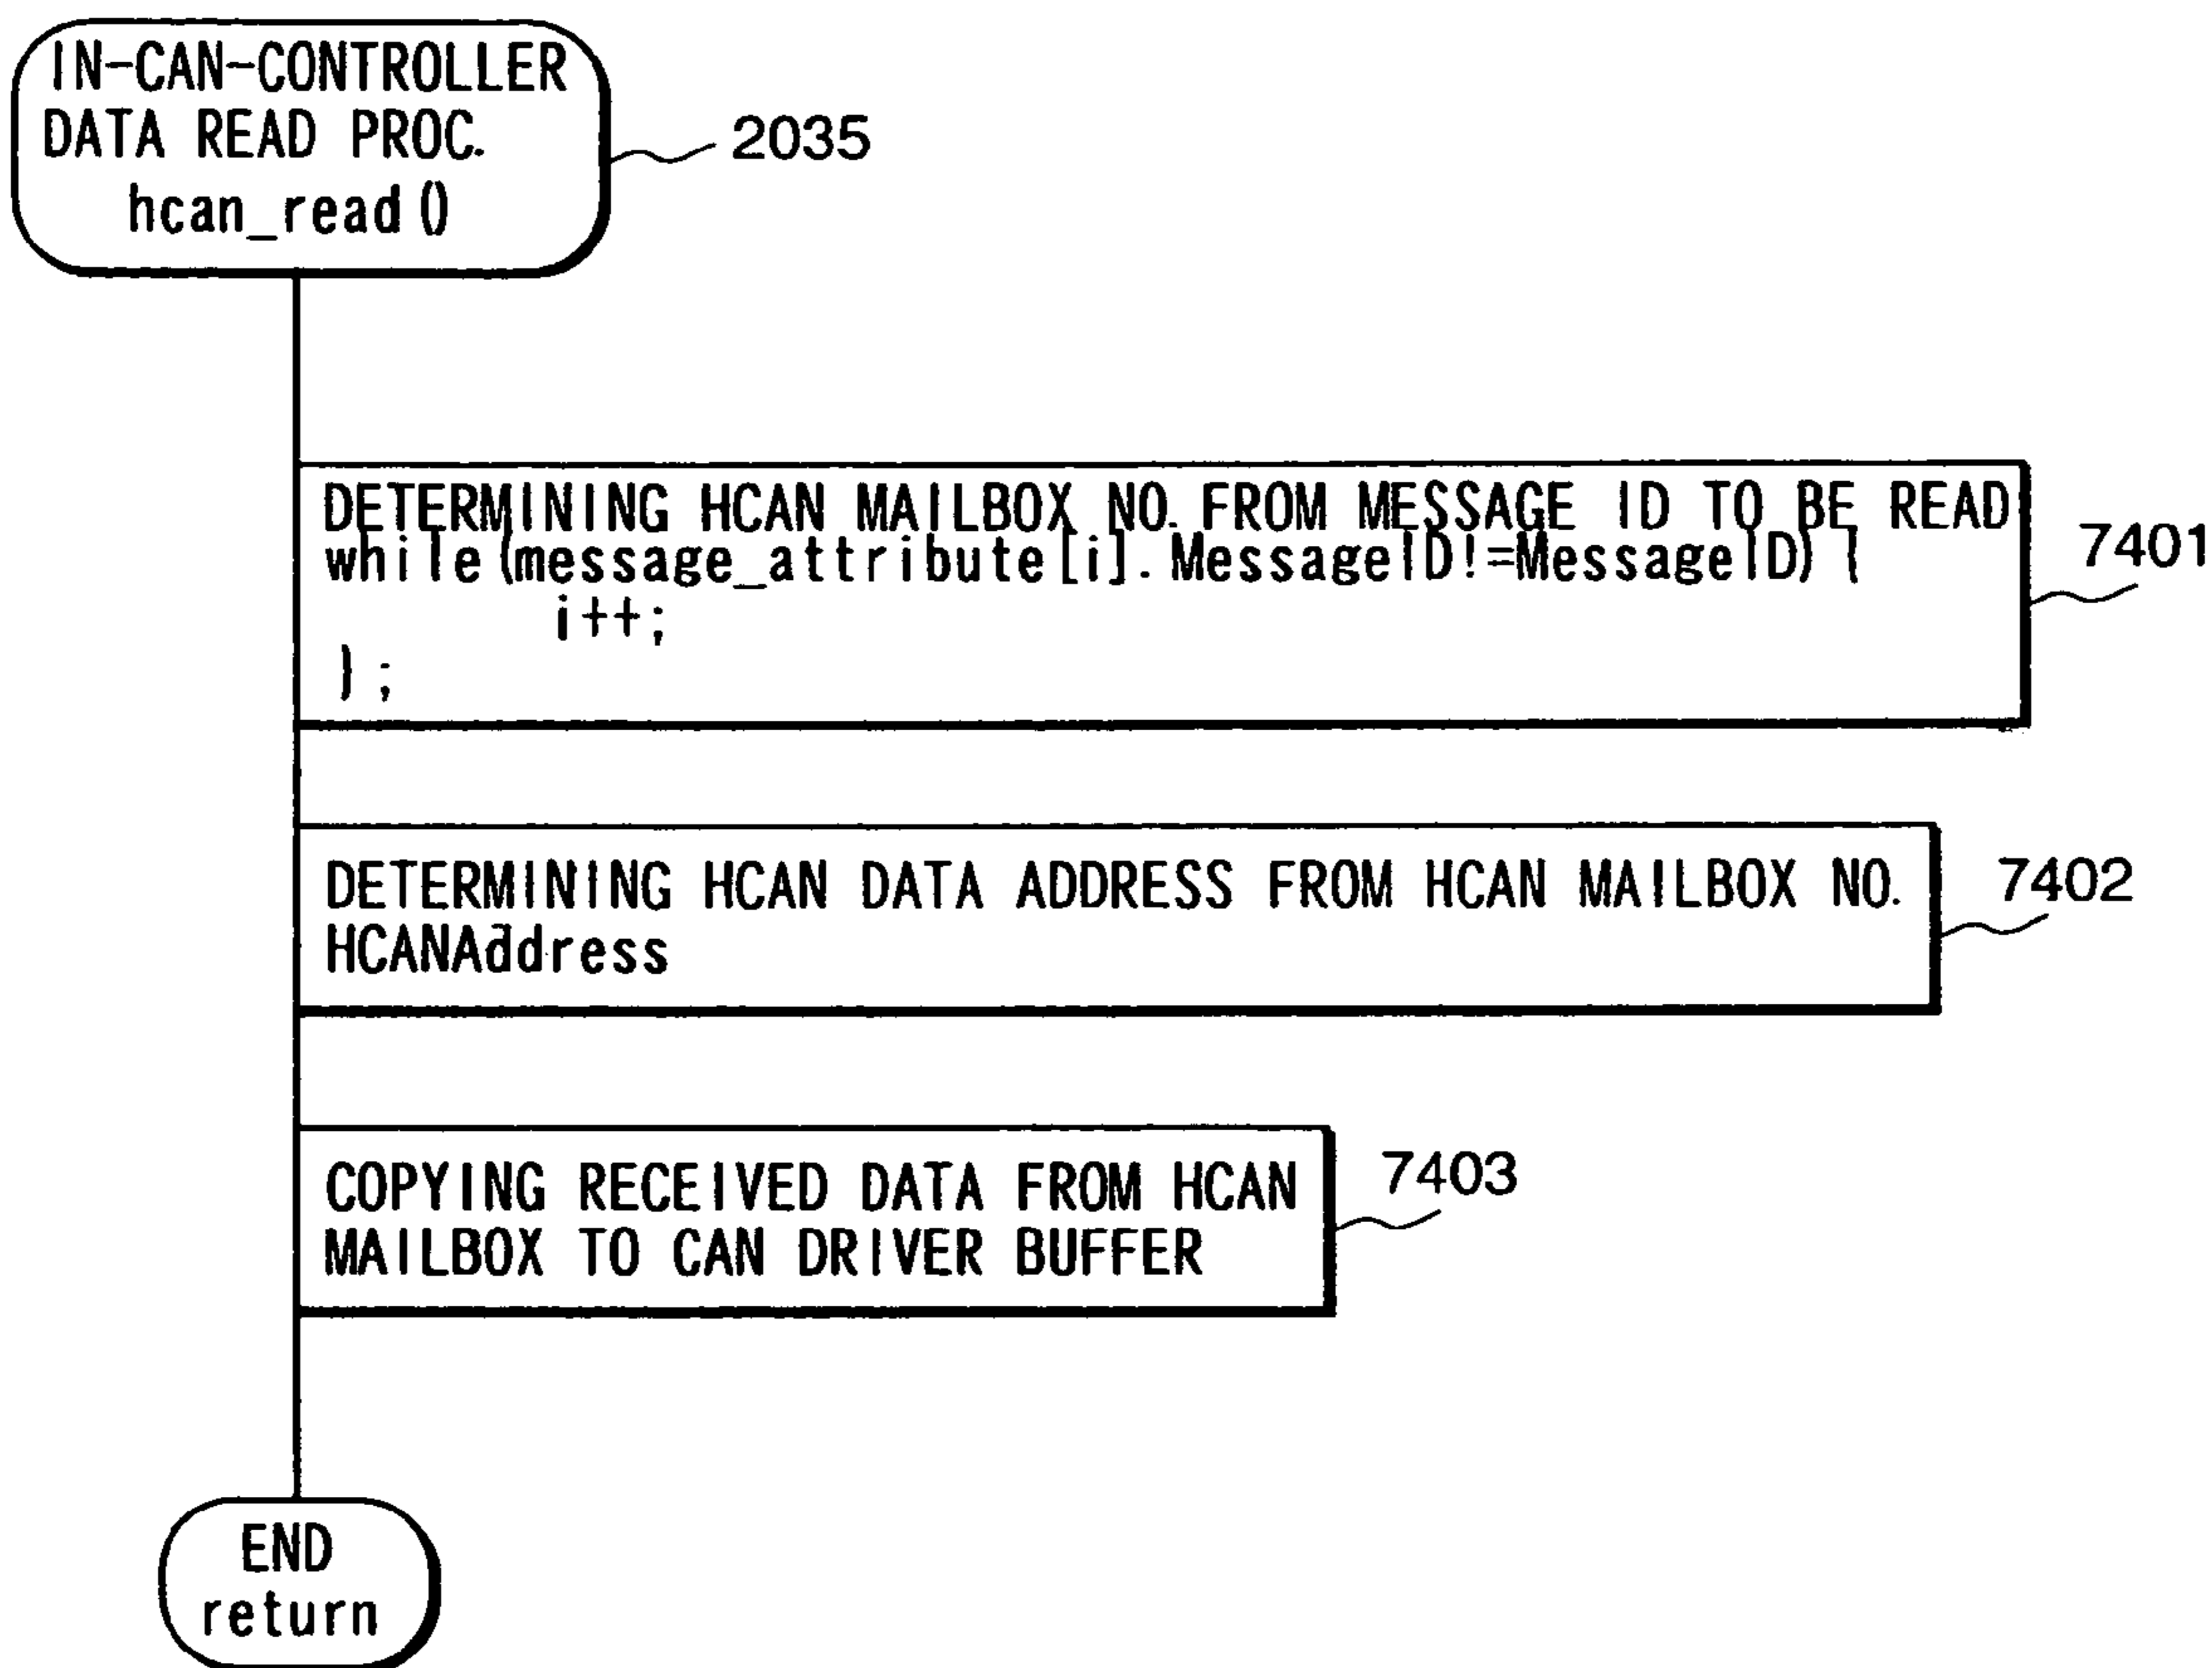 IN-CAN-CONTROLLER
DATA READ PROC.
hcan_read()
2035
DETERMINING HCAN MAILBOX NO. FROM MESSAGE ID TO BE READ
while(message_attribute[i].MessageID!=MessageID) {
i++;
};
7401
DETERMINING HCAN DATA ADDRESS FROM HCAN MAILBOX NO.
HCANAddress
7402
COPYING RECEIVED DATA FROM HCAN
MAILBOX TO CAN DRIVER BUFFER
7403
END
return